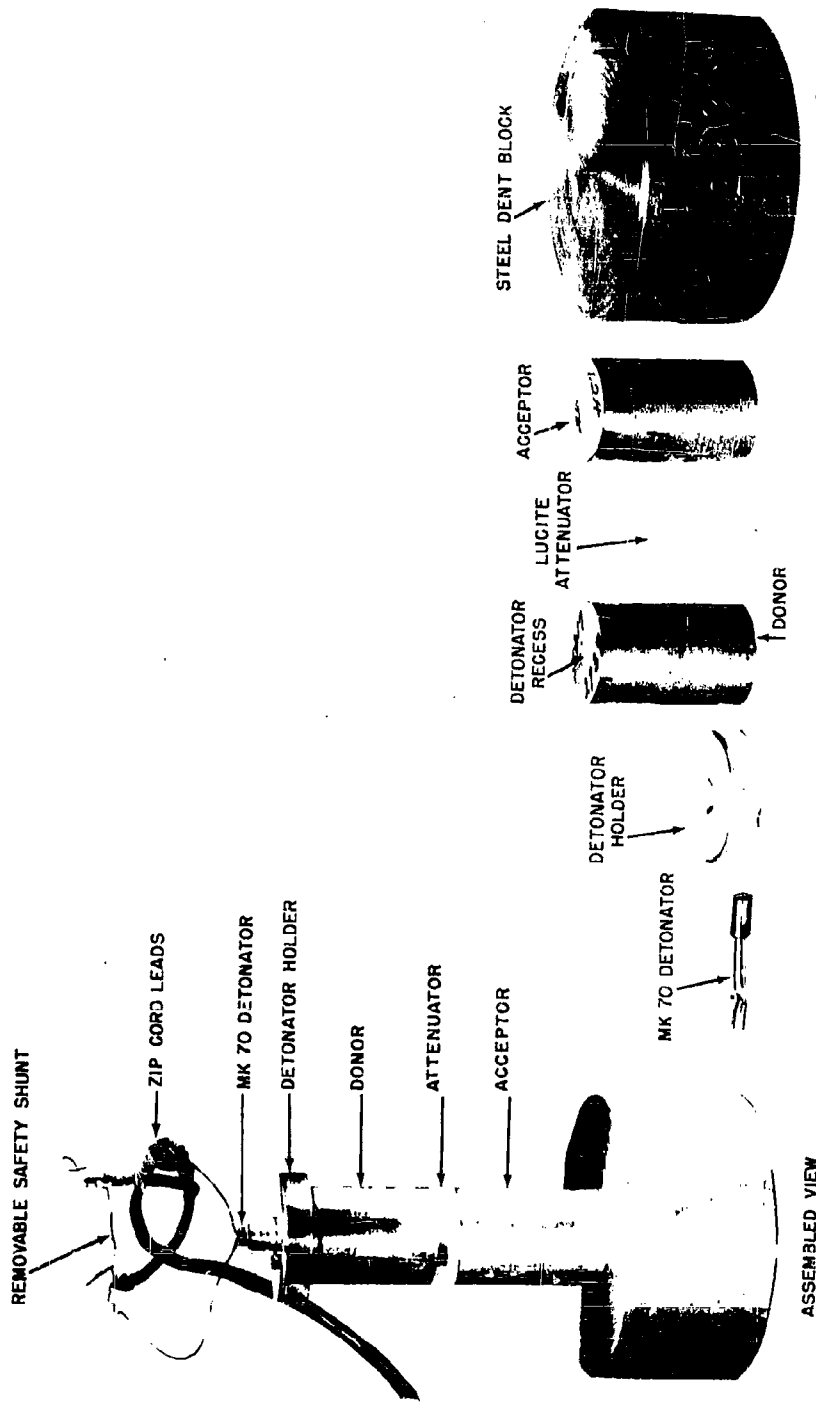 REMOVABLE SAFETY SHUNT
ZIP CORD LEADS
MK 70 DETONATOR
DETONATOR HOLDER
DONOR
ATTENUATOR
ACCEPTOR
ASSEMBLED VIEW
MK 70 DETONATOR
DETONATOR
HOLDER
DETONATOR
RECESS
DONOR
LUCITE
ATTENUATOR
ACCEPTOR
STEEL DENT BLOCK